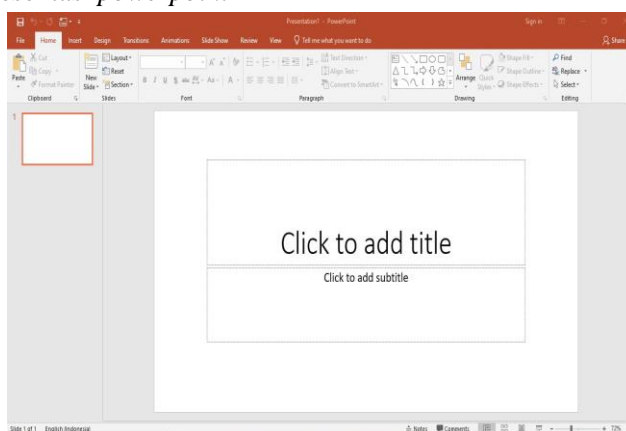 Presentation1 - PowerPoint
Sign in
File Home Insert Design Transitions Animations Slide Show Review View Tell me what you want to do
Share
Paste
Cut
Copy
Format Painter
Clipboard
New
Slide
Layout
Reset
Section
Slides
Font
Text Direction
Align Text
Convert to SmartArt
Paragraph
Arrange
Quick
Styles
Shape Fill
Shape Outline
Shape Effects
Drawing
Find
Replace
Select
Editing
1
Click to add title
Click to add subtitle
Slide 1 of 1 English (Indonesia)
Notes Comments
72%